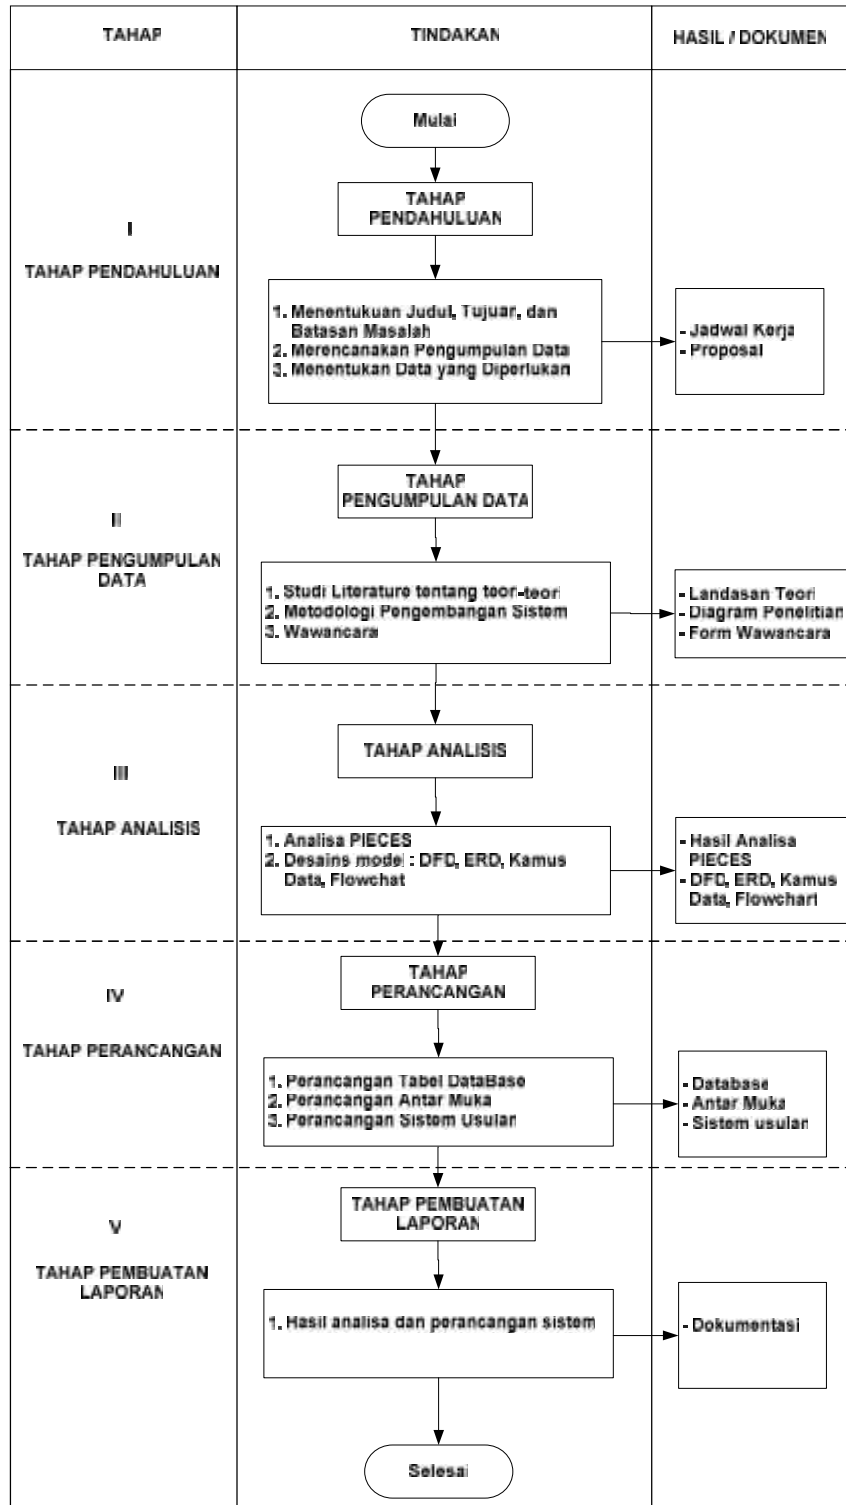 TAHAP
TINDAKAN
HASIL / DOKUMEN
Mulai
I
TAHAP PENDAHULUAN
TAHAP
PENDAHULUAN
1. Menentukuan Judul, Tujuar, dan
Batasan Masalah
2. Merencanakan Pengumpulan Data
3. Menentukan Data yang Diperlukan
- Jadwal Kerja
- Proposal
II
TAHAP PENGUMPULAN
DATA
TAHAP
PENGUMPULAN DATA
1. Studi Literature tentang teori-teori
2. Metodologi Pengembangan Sistem
3. Wawancara
- Landasan Teori
- Diagram Penelitian
- Form Wawancara
III
TAHAP ANALISIS
TAHAP ANALISIS
1. Analisa PIECES
2. Desains model : DFD, ERD, Kamus
Data, Flowchat
- Hasil Analisa
PIECES
- DFD, ERD, Kamus
Data, Flowchart
IV
TAHAP PERANCANGAN
TAHAP
PERANCANGAN
1. Perancangan Tabel DataBase
2. Perancangan Antar Muka
3. Perancangan Sistem Usulan
- Database
- Antar Muka
- Sistem usulan
V
TAHAP PEMBUATAN
LAPORAN
TAHAP PEMBUATAN
LAPORAN
1. Hasil analisa dan perancangan sistem
- Dokumentasi
Selesai